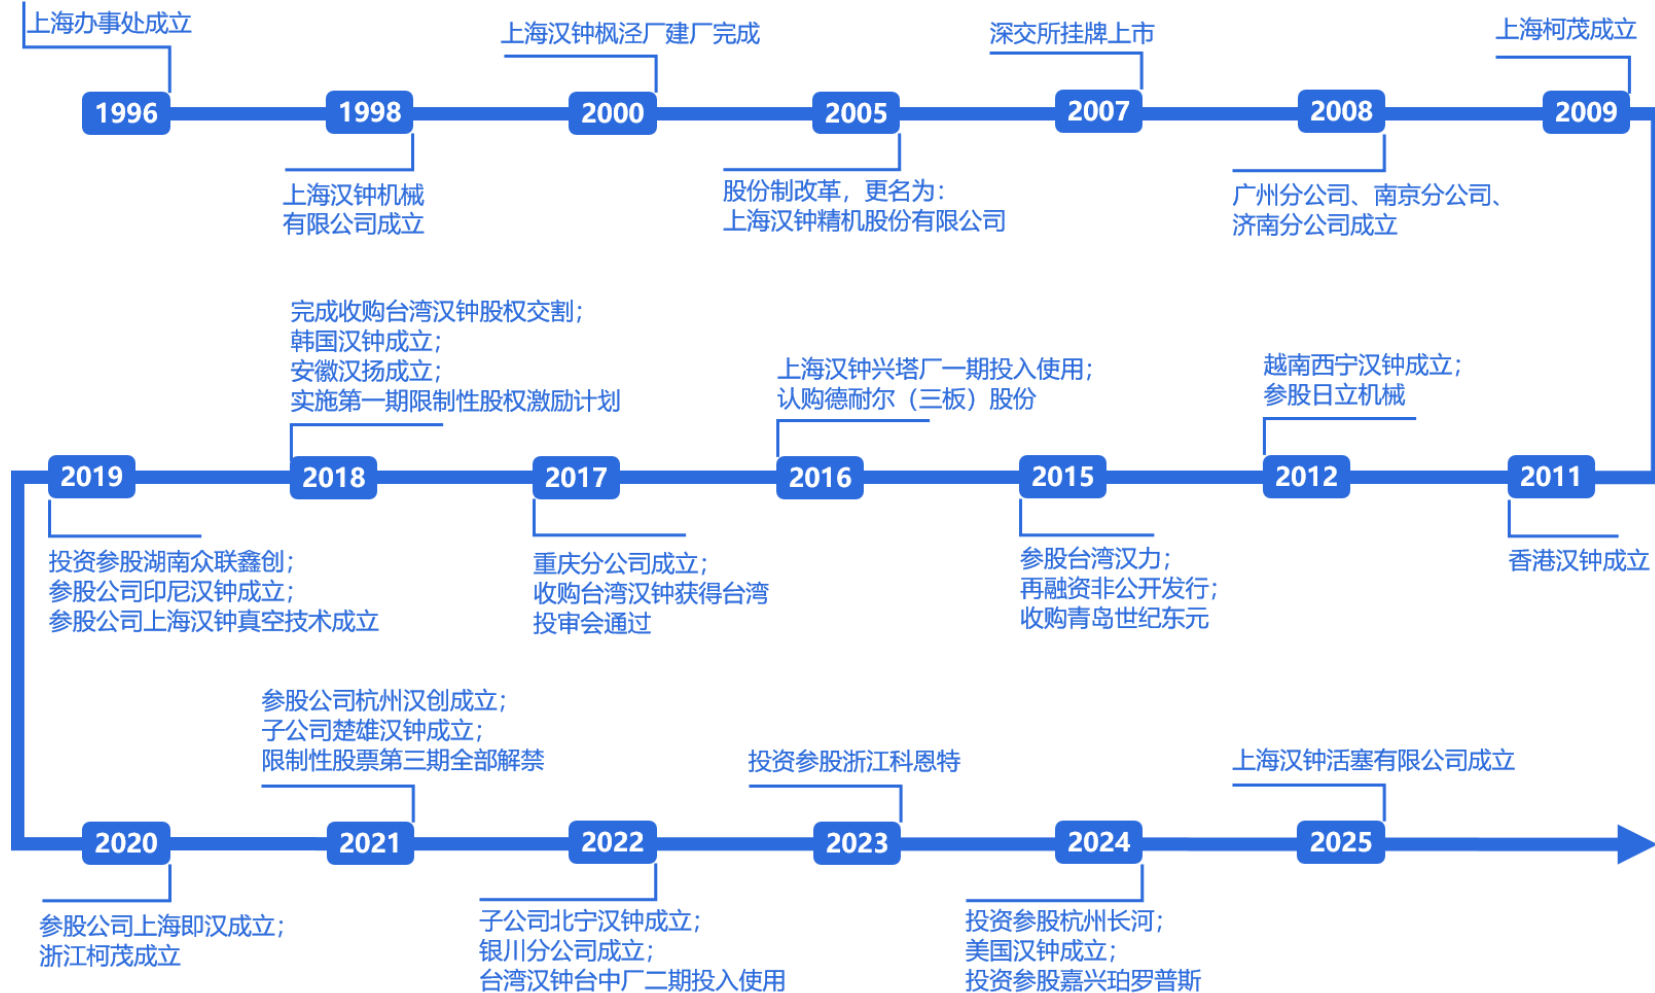 上海办事处成立
1996
1998
上海汉钟机械
有限公司成立
上海汉钟枫泾厂建厂完成
2000
2005
股份制改革，更名为：
上海汉钟精机股份有限公司
深交所挂牌上市
2007
2008
广州分公司、南京分公司、
济南分公司成立
上海柯茂成立
2009
2011
香港汉钟成立
越南西宁汉钟成立；
参股日立机械
2012
2015
参股台湾汉力；
再融资非公开发行；
收购青岛世纪东元
上海汉钟兴塔厂一期投入使用；
认购德耐尔（三板）股份
2016
2017
重庆分公司成立；
收购台湾汉钟获得台湾
投审会通过
完成收购台湾汉钟股权交割；
韩国汉钟成立；
安徽汉扬成立；
实施第一期限制性股权激励计划
2018
2019
投资参股湖南众联鑫创；
参股公司印尼汉钟成立；
参股公司上海汉钟真空技术成立
2020
参股公司上海即汉成立；
浙江柯茂成立
参股公司杭州汉创成立；
子公司楚雄汉钟成立；
限制性股票第三期全部解禁
2021
2022
子公司北宁汉钟成立；
银川分公司成立；
台湾汉钟台中厂二期投入使用
投资参股浙江科恩特
2023
2024
投资参股杭州长河；
美国汉钟成立；
投资参股嘉兴珀罗普斯
上海汉钟活塞有限公司成立
2025